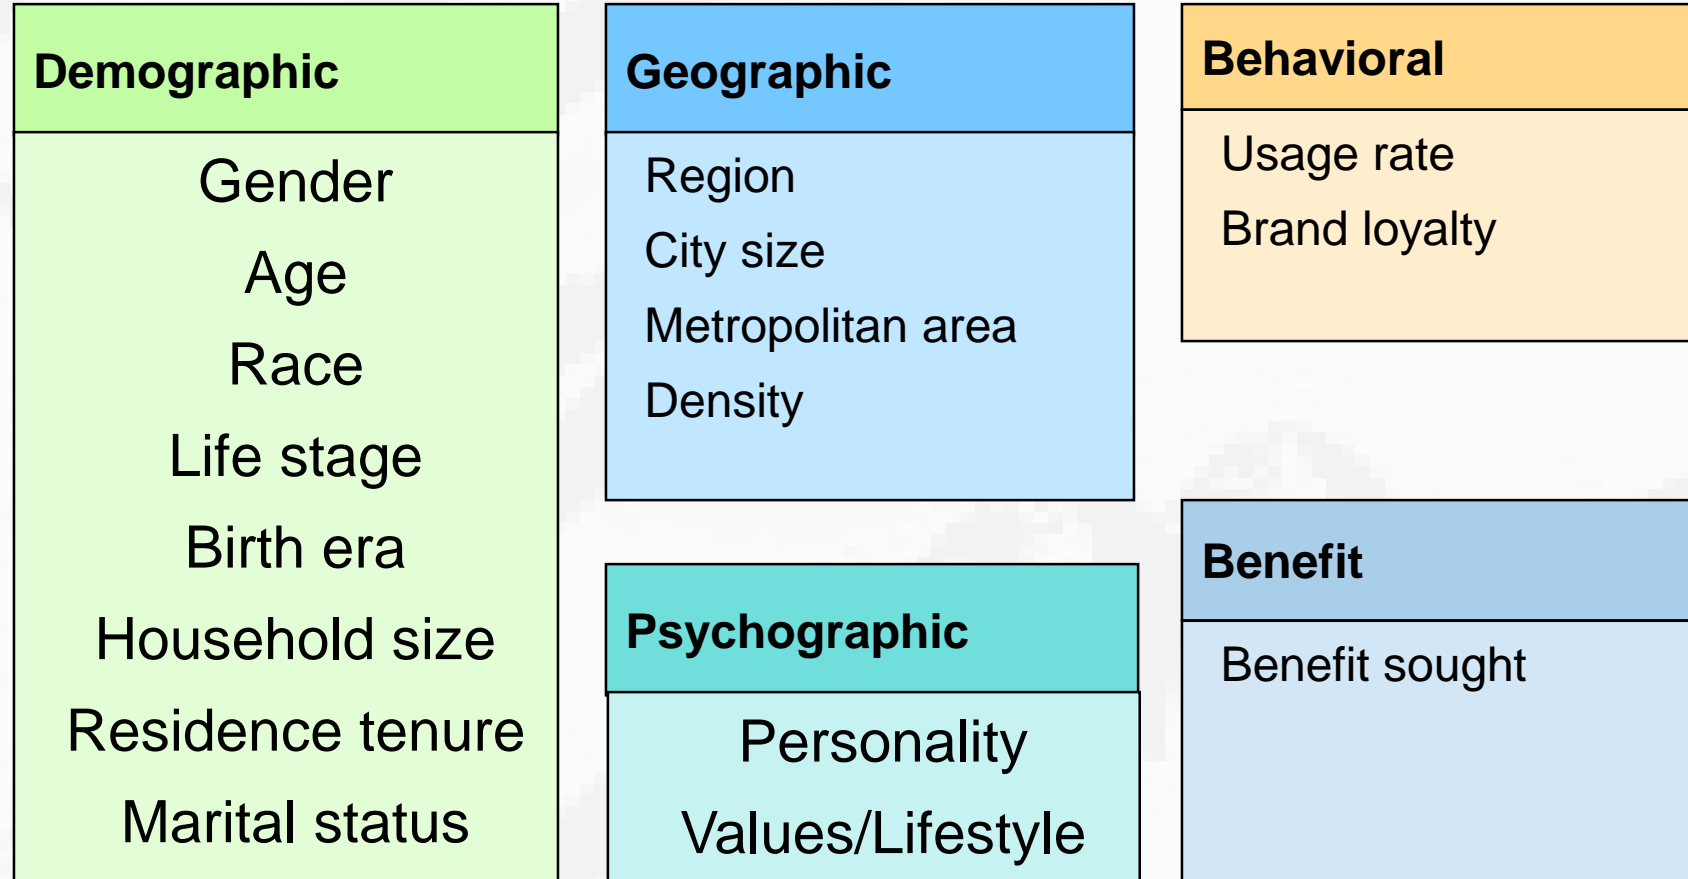 Demographic
Gender
Age
Race
Life stage
Birth era
Household size
Residence tenure
Marital status
Geographic
Region
City size
Metropolitan area
Density
Psychographic
Personality
Values/Lifestyle
Behavioral
Usage rate
Brand loyalty
Benefit
Benefit sought